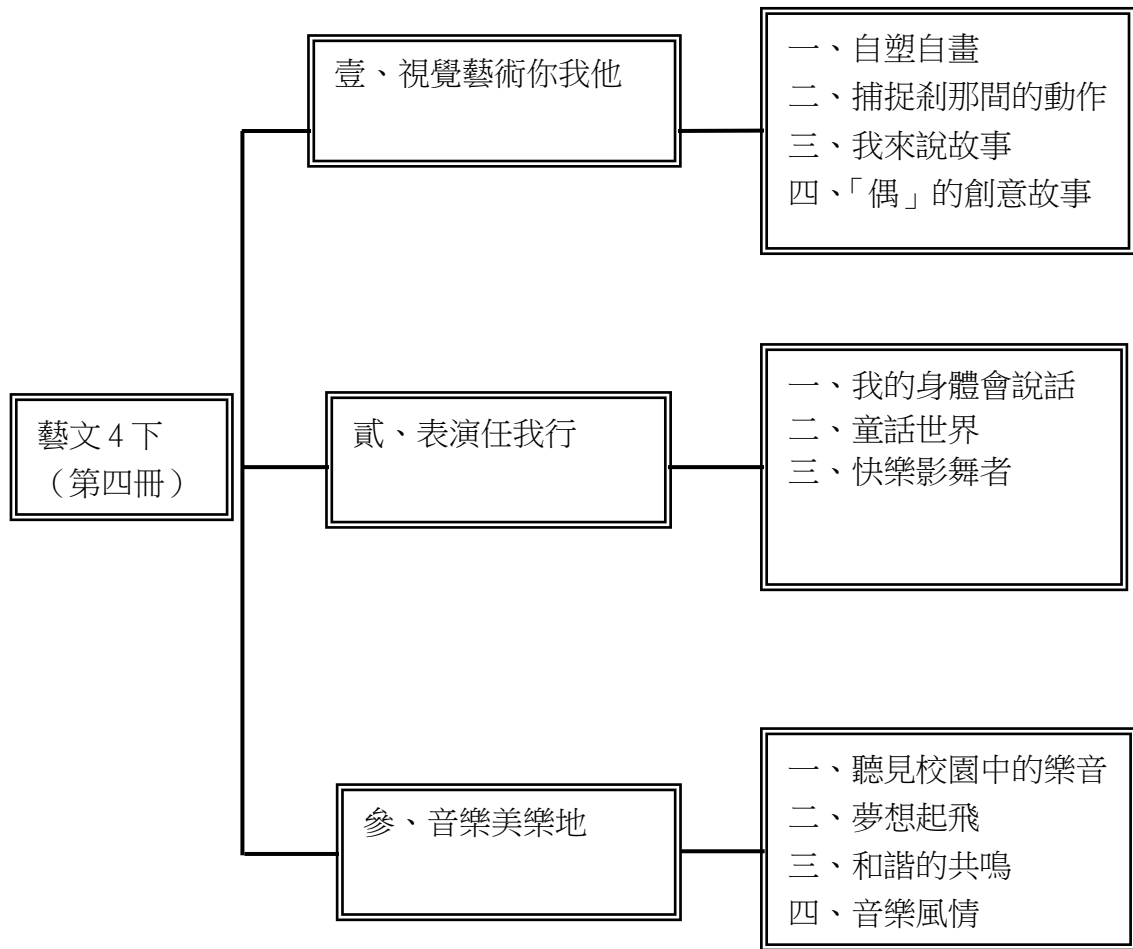 壹、視覺藝術你我他
一、自塑自畫
二、捕捉剎那間的動作
三、我來說故事
四、「偶」的創意故事
藝文4下
（第四冊）
貳、表演任我行
一、我的身體會說話
二、童話世界
三、快樂影舞者
參、音樂美樂地
一、聽見校園中的樂音
二、夢想起飛
三、和諧的共鳴
四、音樂風情